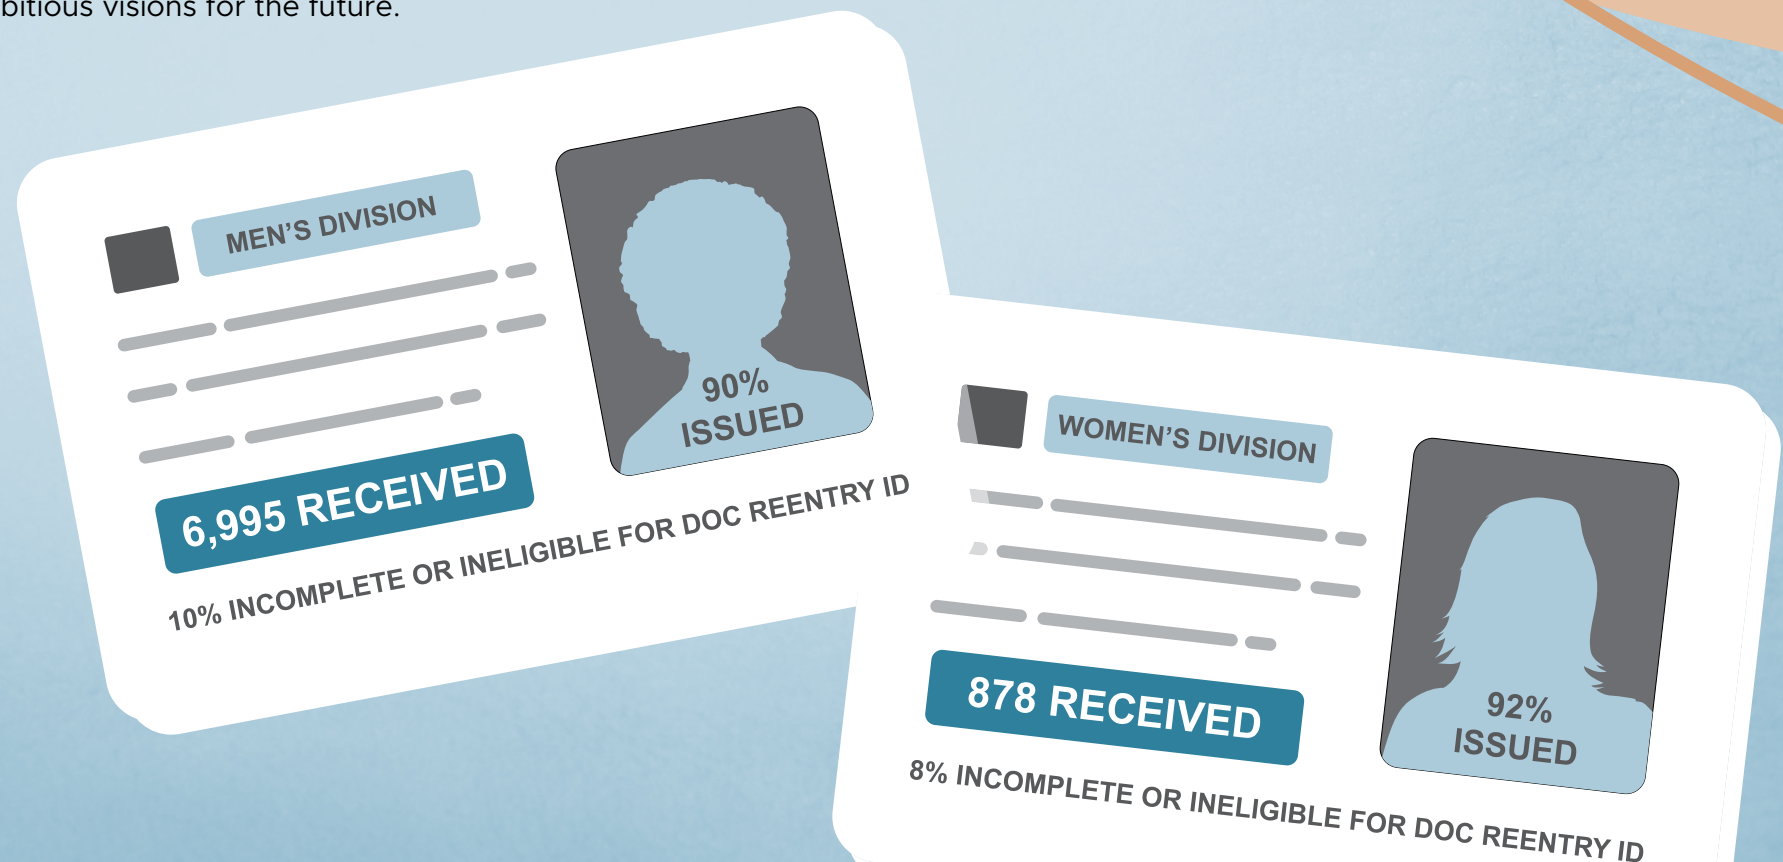 bitious visions for the future.
MEN’S DIVISION
90%
ISSUED
6,995 RECEIVED
10% INCOMPLETE OR INELIGIBLE FOR DOC REENTRY ID
WOMEN’S DIVISION
92%
ISSUED
878 RECEIVED
8% INCOMPLETE OR INELIGIBLE FOR DOC REENTRY ID